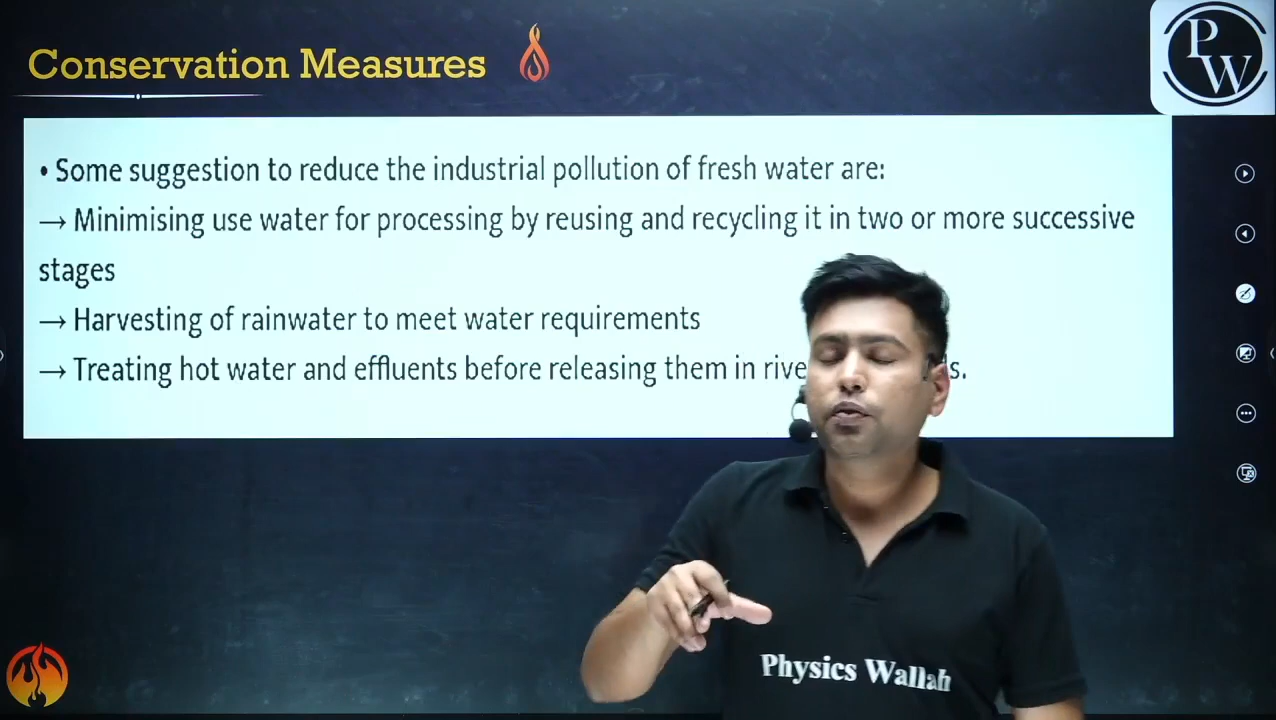 Conservation Measures
P
W
• Some suggestion to reduce the industrial pollution of fresh water are:
→ Minimising use water for processing by reusing and recycling it in two or more successive
stages
→ Harvesting of rainwater to meet water requirements
→ Treating hot water and effluents before releasing them in
Physics Wallah